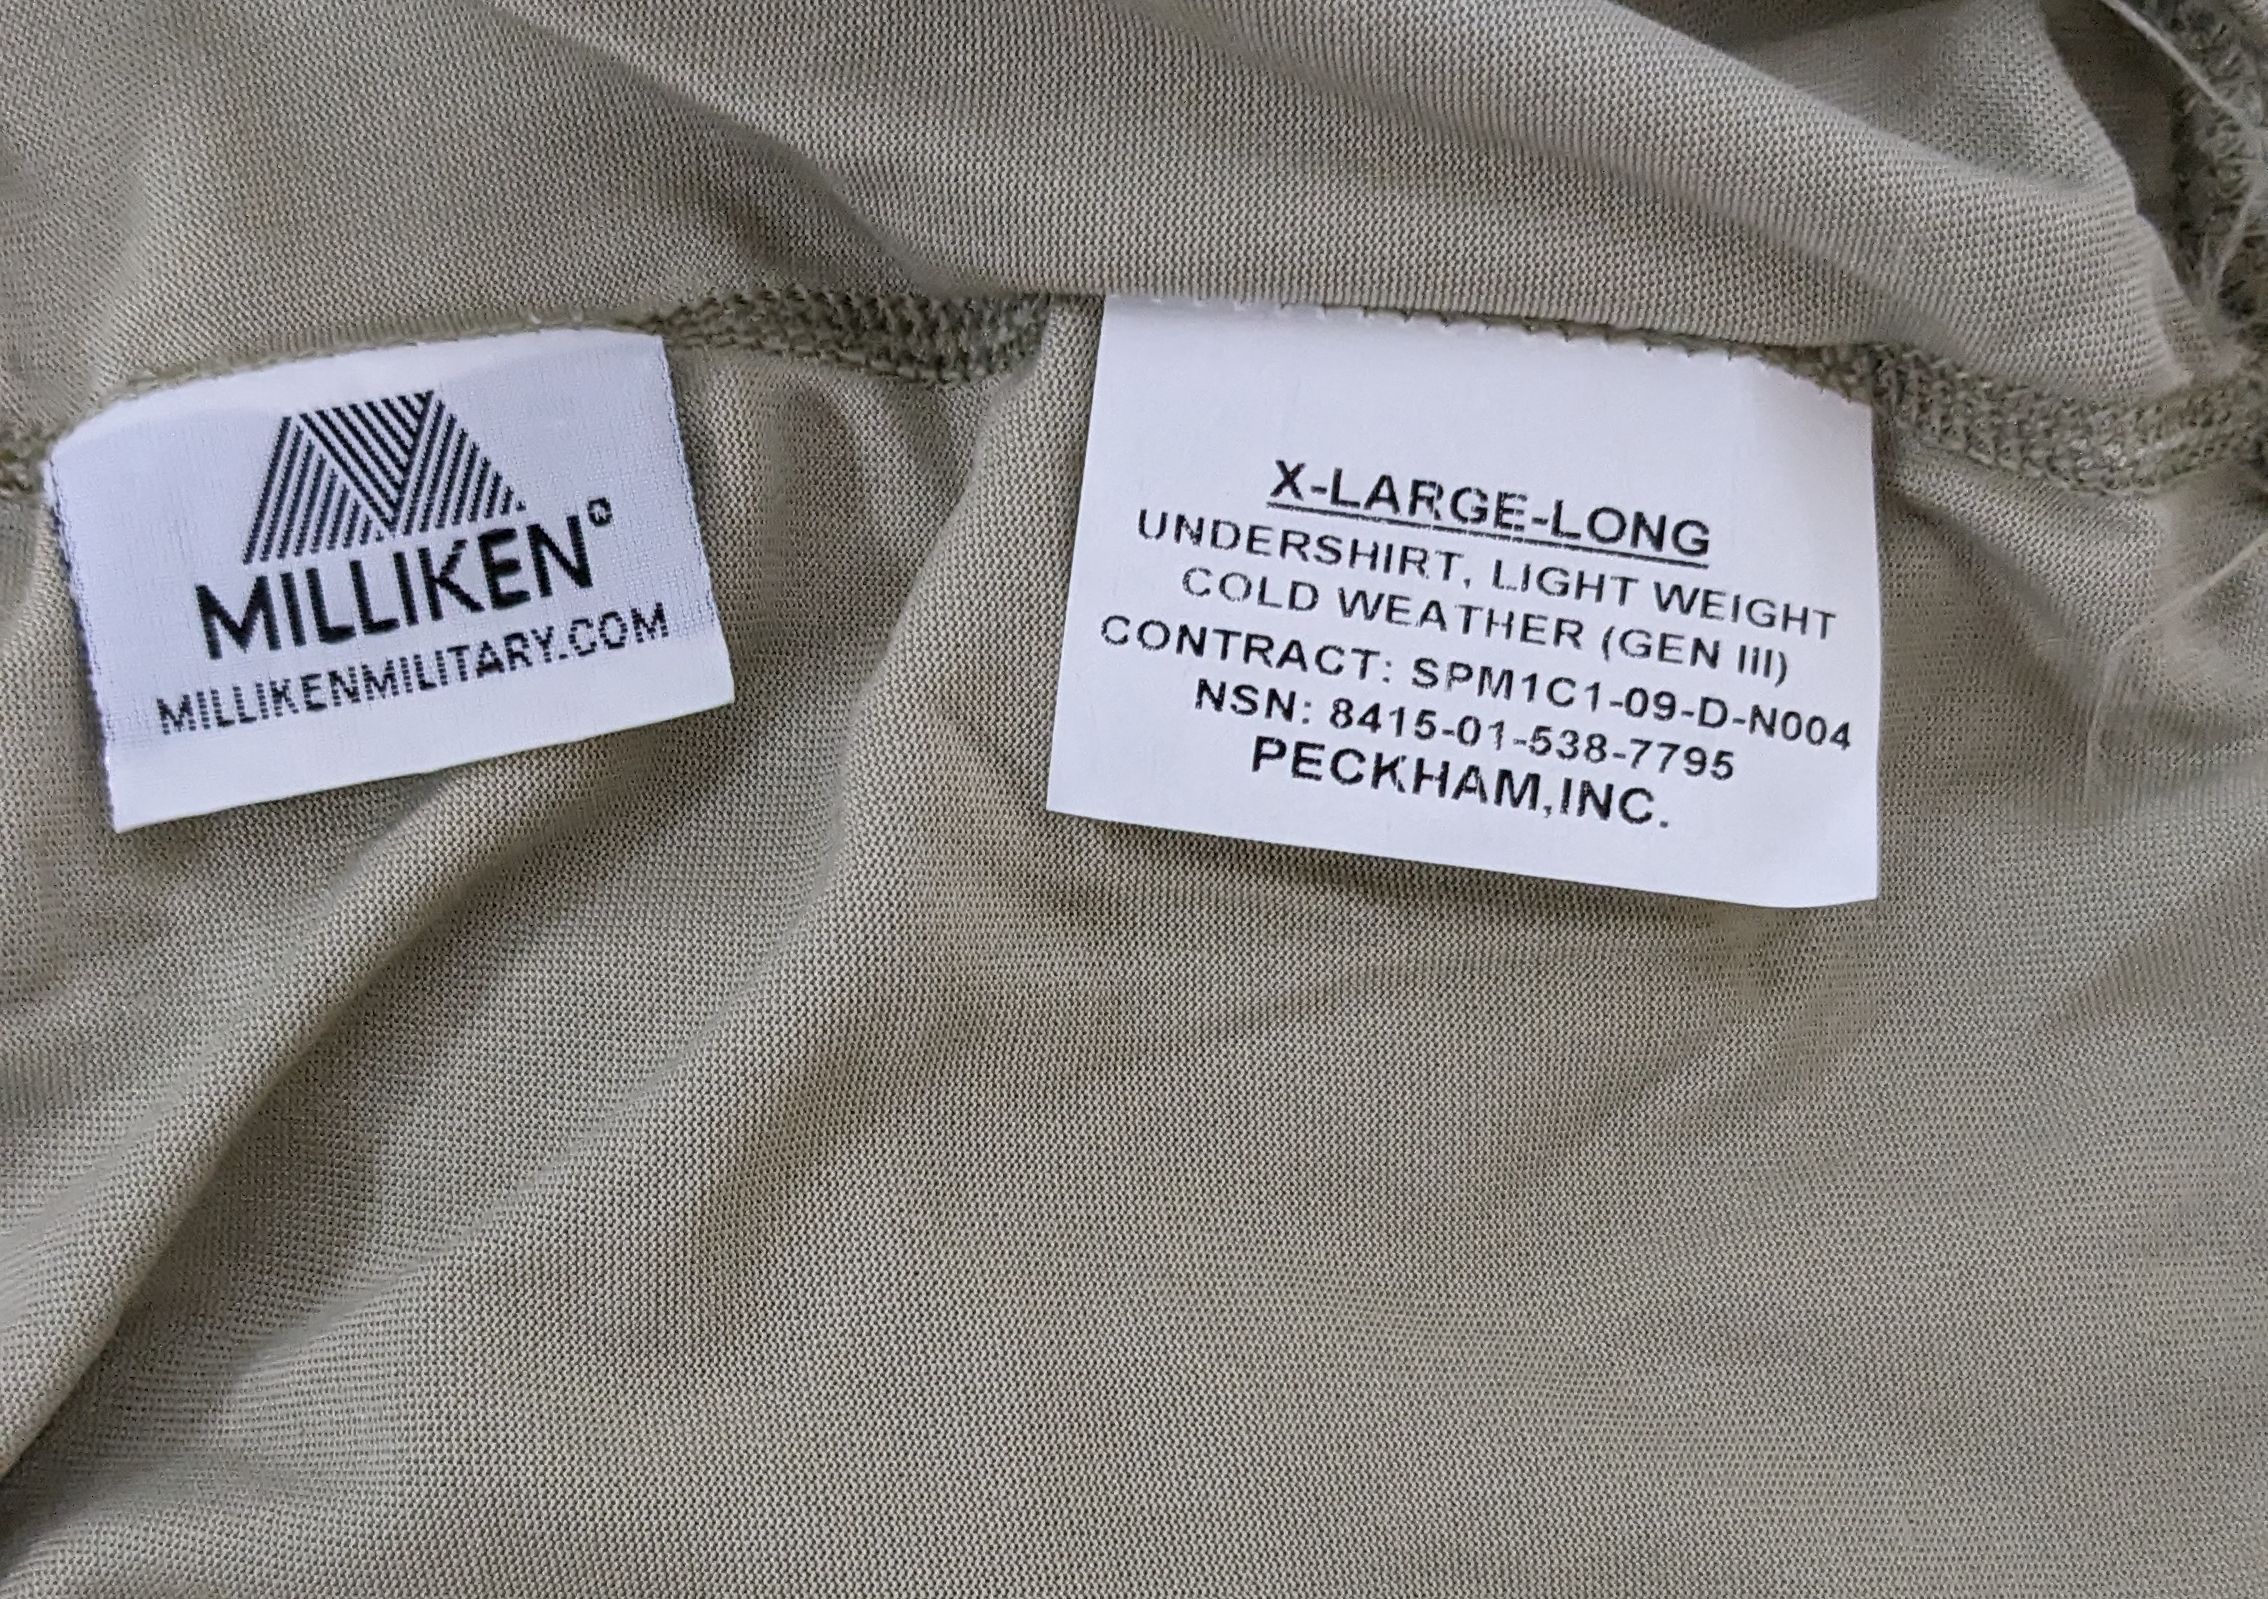 MILLIKEN®
MILLIKENMILITARY.COM
X-LARGE-LONG
UNDERSHIRT, LIGHT WEIGHT
COLD WEATHER (GEN III)
CONTRACT: SPM1C1-09-D-N004
NSN: 8415-01-538-7795
PECKHAM,INC.